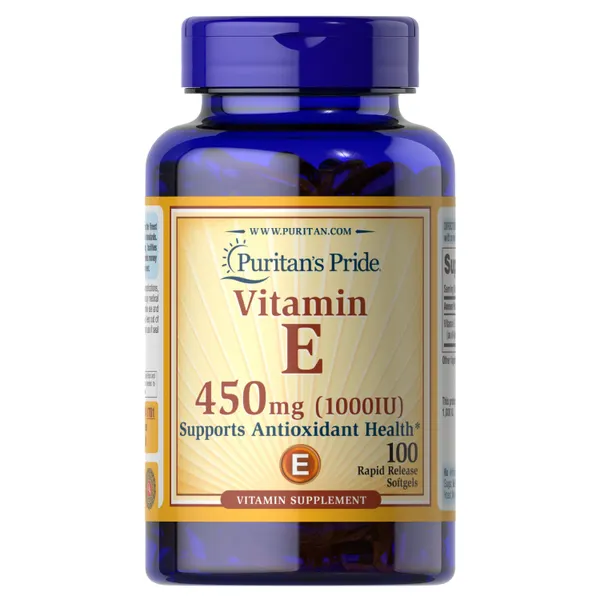 WWW.PURITAN.COM
Puritan's Pride
Vitamin
E
450mg (1000IU)
Supports Antioxidant Health*
E
100
Rapid Release
Softgels
VITAMIN SUPPLEMENT